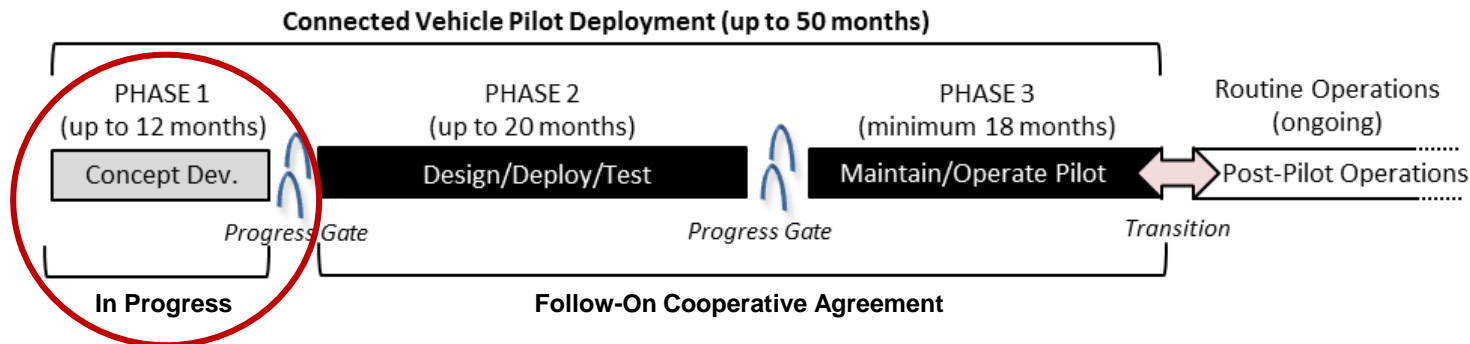 Connected Vehicle Pilot Deployment (up to 50 months)
PHASE 1
(up to 12 months)
Concept Dev.
Progress Gate
In Progress
PHASE 2
(up to 20 months)
Design/Deploy/Test
Progress Gate
PHASE 3
(minimum 18 months)
Maintain/Operate Pilot
Follow-On Cooperative Agreement
Transition
Routine Operations
(ongoing)
Post-Pilot Operations